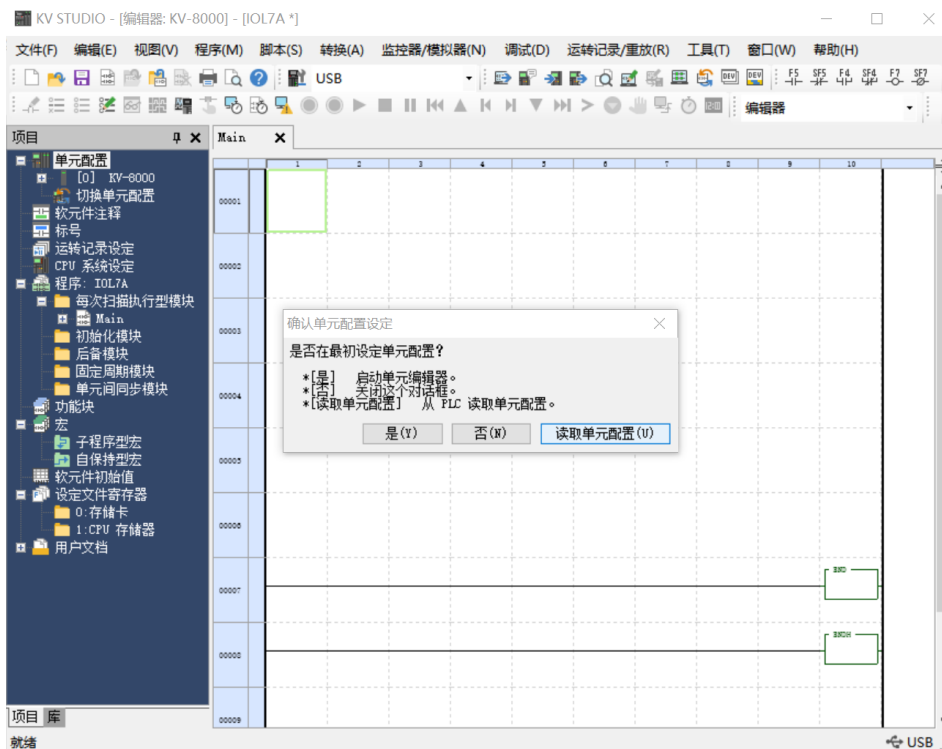 KV STUDIO - [编辑器: KV-8000] - [IOL7A *]
文件(F) 编辑(E) 视图(V) 程序(M) 脚本(S) 转换(A) 监控器/模拟器(N) 调试(D) 运转记录/重放(R) 工具(T) 窗口(W) 帮助(H)
USB
F5 SF5 F4 SF4 F7 SF7
编辑器
项目
Main
单元配置
[0] KV-8000
切换单元配置
软元件注释
标号
运转记录设定
CPU 系统设定
程序: IOL7A
每次扫描执行型模块
Main
初始化模块
后备模块
固定周期模块
单元间同步模块
功能块
宏
子程序型宏
自保持型宏
软元件初始值
设定文件寄存器
0:存储卡
1:CPU 存储器
用户文档
1 2 3 4 5 6 7 8 9 10
00001
00002
00003
00004
00005
00006
00007
END
00008
ENDH
00009
确认单元配置设定
是否在最初设定单元配置?
*[是] 启动单元编辑器。
*[否] 关闭这个对话框。
*[读取单元配置] 从 PLC 读取单元配置。
是(Y) 否(N) 读取单元配置(U)
项目 库
就绪 USB